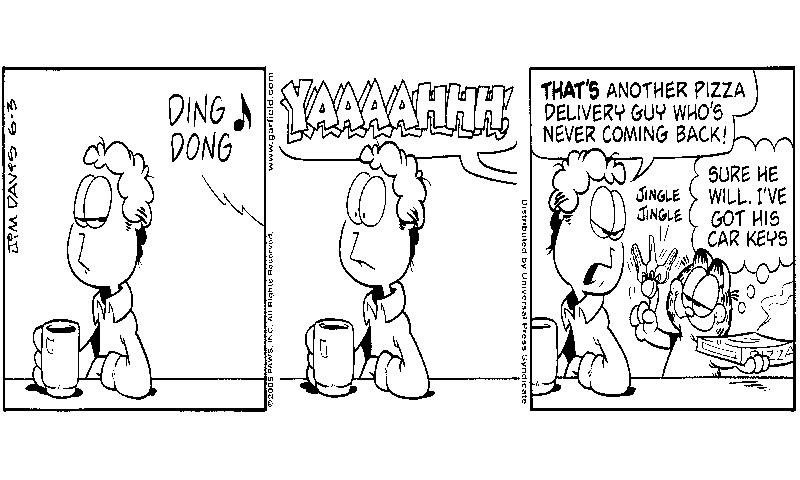 JIM DAVIS 6-3
DING
DONG
www.garfield.com
©2005 PAWS, INC. All Rights Reserved.
YAAAAHHH!
Distributed by Universal Press Syndicate
THAT'S ANOTHER PIZZA
DELIVERY GUY WHO'S
NEVER COMING BACK!
JINGLE
JINGLE
SURE HE
WILL. I'VE
GOT HIS
CAR KEYS
PIZZA